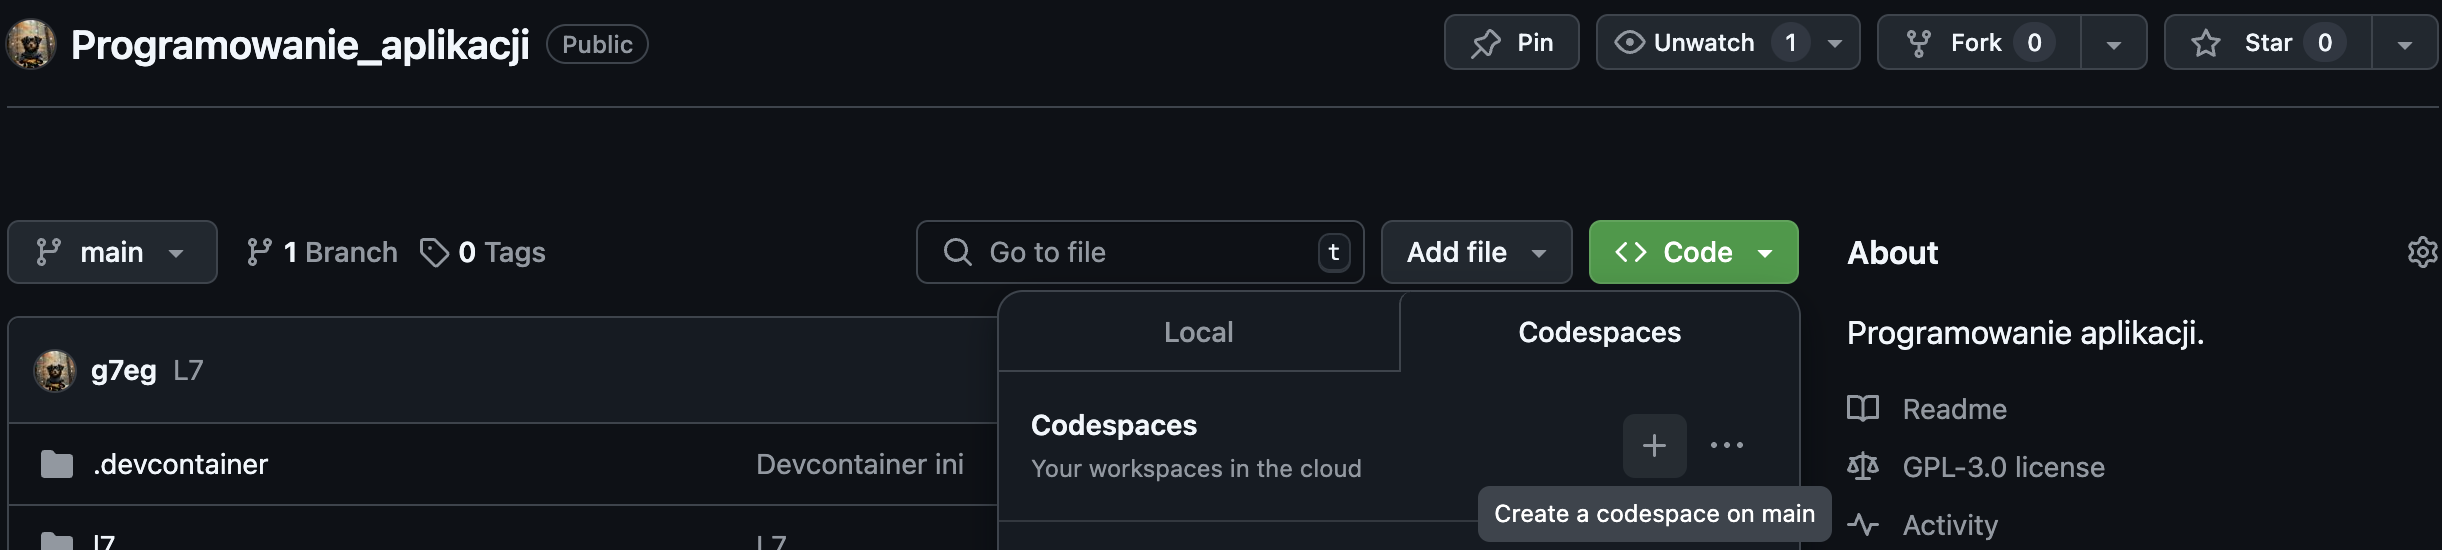 Programowanie_aplikacji Public Pin Unwatch 1 Fork 0 Star 0
main 1 Branch 0 Tags Go to file t Add file Code About
Local Codespaces Programowanie aplikacji.
g7eg L7
Codespaces Readme
Your workspaces in the cloud
.devcontainer Devcontainer ini GPL-3.0 license
Create a codespace on main
l7 L7 Activity